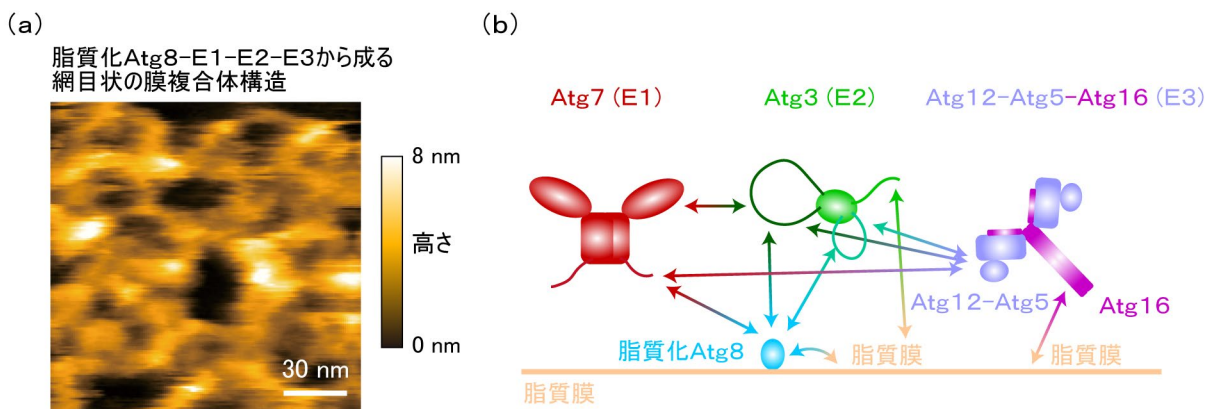 (a)
脂質化Atg8-E1-E2-E3から成る
網目状の膜複合体構造
8 nm
高さ
0 nm
30 nm
(b)
Atg7 (E1)
Atg3 (E2)
Atg12-Atg5-Atg16 (E3)
Atg12-Atg5
Atg16
脂質化Atg8
脂質膜
脂質膜
脂質膜